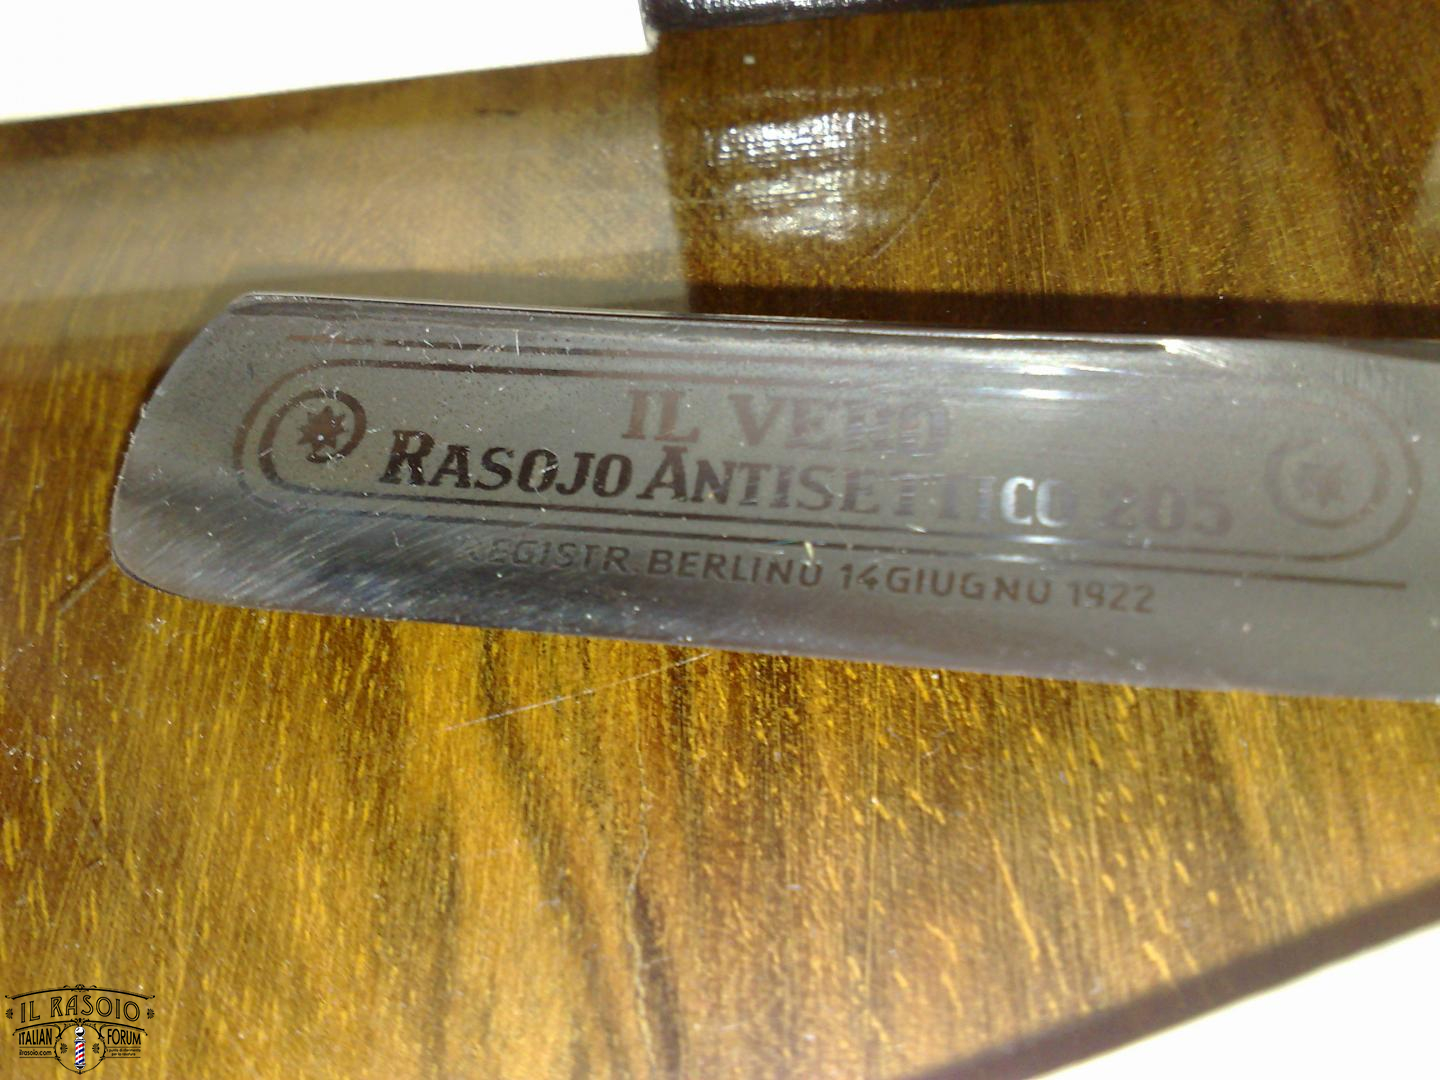 IL VERO
RASOJO ANTISETTICO 205
REGISTR. BERLINO 14 GIUGNO 1922
IL RASOIO
ITALIAN FORUM
ilrasoio.com